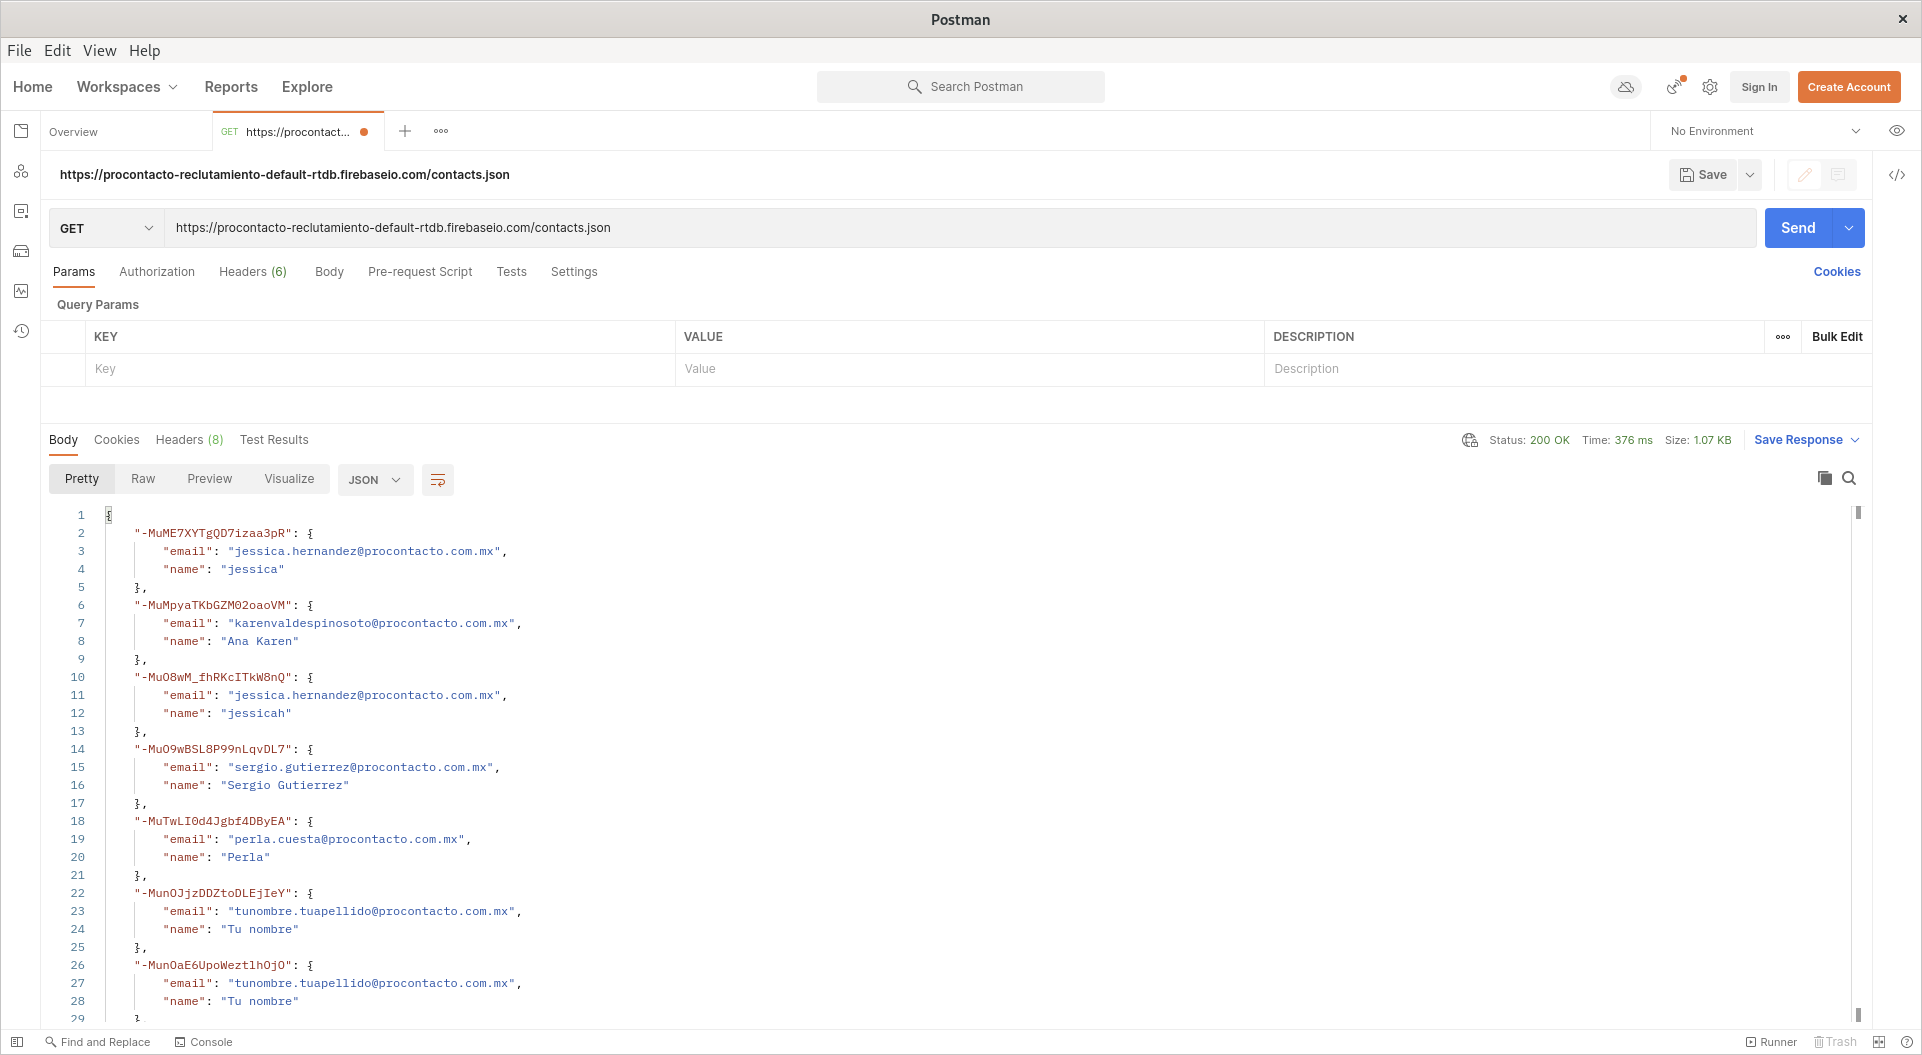 Postman
File Edit View Help
Home Workspaces Reports Explore Search Postman Sign In Create Account
Overview GET https://procontact... No Environment
https://procontacto-reclutamiento-default-rtdb.firebaseio.com/contacts.json Save </>
GET https://procontacto-reclutamiento-default-rtdb.firebaseio.com/contacts.json Send
Params Authorization Headers (6) Body Pre-request Script Tests Settings Cookies
Query Params
KEY VALUE DESCRIPTION Bulk Edit
Key Value Description
Body Cookies Headers (8) Test Results Status: 200 OK Time: 376 ms Size: 1.07 KB Save Response
Pretty Raw Preview Visualize JSON
1 {
2 "-MuME7XYTgQD7izaa3pR": {
3 "email": "jessica.hernandez@procontacto.com.mx",
4 "name": "jessica"
5 },
6 "-MuMpyaTKbGZM02oaoVM": {
7 "email": "karenvaldespinosoto@procontacto.com.mx",
8 "name": "Ana Karen"
9 },
10 "-MuO8wM_fhRKcITkW8nQ": {
11 "email": "jessica.hernandez@procontacto.com.mx",
12 "name": "jessicah"
13 },
14 "-MuO9wBSL8P99nLqvDL7": {
15 "email": "sergio.gutierrez@procontacto.com.mx",
16 "name": "Sergio Gutierrez"
17 },
18 "-MuTwLI0d4Jgbf4DByEA": {
19 "email": "perla.cuesta@procontacto.com.mx",
20 "name": "Perla"
21 },
22 "-MunOJjzDDZtoDLEjIeY": {
23 "email": "tunombre.tuapellido@procontacto.com.mx",
24 "name": "Tu nombre"
25 },
26 "-MunOaE6UpoWeztlhOjO": {
27 "email": "tunombre.tuapellido@procontacto.com.mx",
28 "name": "Tu nombre"
29 },
Find and Replace Console Runner Trash